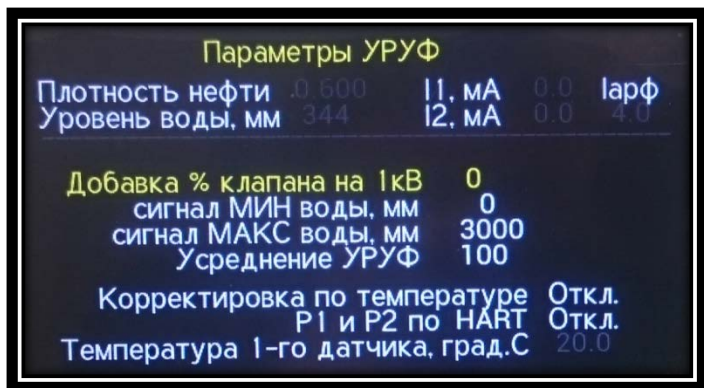 Параметры УРУФ
Плотность нефти .0.600 I1, мА 0.0 Iарф
Уровень воды, мм 344 I2, мА 0.0 4.0
Добавка % клапана на 1кВ 0
сигнал МИН воды, мм 0
сигнал МАКС воды, мм 3000
Усреднение УРУФ 100
Корректировка по температуре Откл.
Р1 и Р2 по HART Откл.
Температура 1-го датчика, град.С 20.0